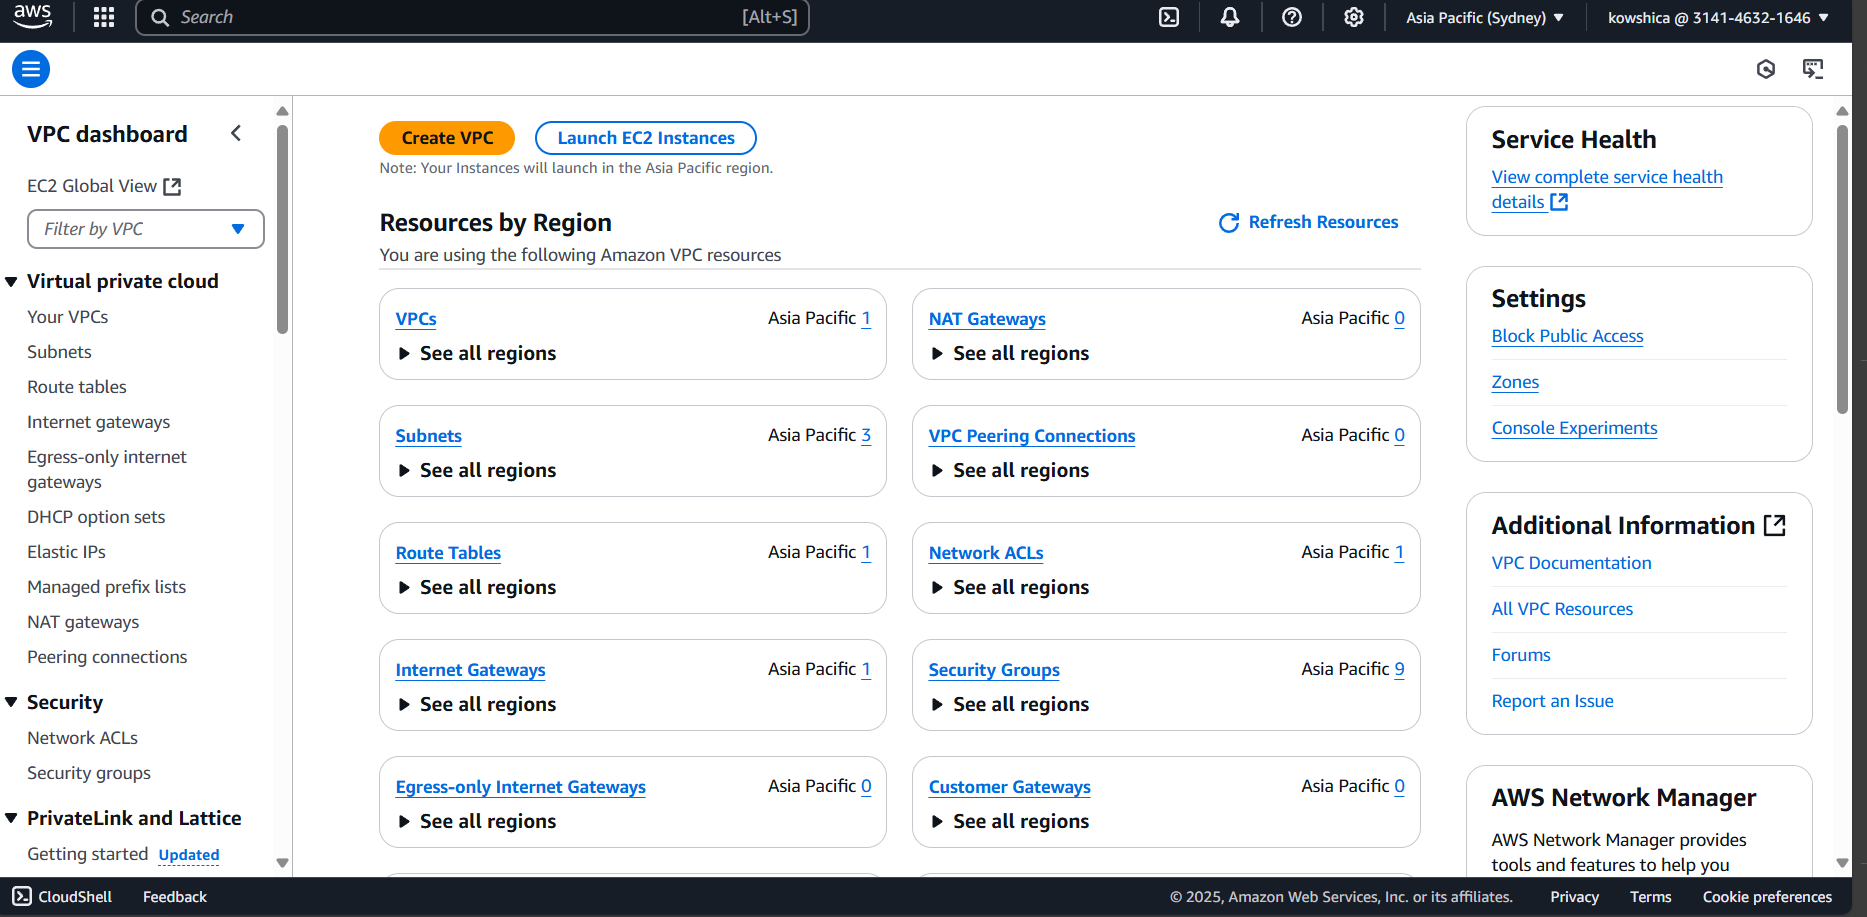 aws
Search
[Alt+S]
Asia Pacific (Sydney)
kowshica @ 3141-4632-1646
VPC dashboard
EC2 Global View
Filter by VPC
Virtual private cloud
Your VPCs
Subnets
Route tables
Internet gateways
Egress-only internet
gateways
DHCP option sets
Elastic IPs
Managed prefix lists
NAT gateways
Peering connections
Security
Network ACLs
Security groups
PrivateLink and Lattice
Getting started Updated
Create VPC
Launch EC2 Instances
Note: Your Instances will launch in the Asia Pacific region.
Resources by Region
Refresh Resources
You are using the following Amazon VPC resources
VPCs
Asia Pacific 1
See all regions
NAT Gateways
Asia Pacific 0
See all regions
Subnets
Asia Pacific 3
See all regions
VPC Peering Connections
Asia Pacific 0
See all regions
Route Tables
Asia Pacific 1
See all regions
Network ACLs
Asia Pacific 1
See all regions
Internet Gateways
Asia Pacific 1
See all regions
Security Groups
Asia Pacific 9
See all regions
Egress-only Internet Gateways
Asia Pacific 0
See all regions
Customer Gateways
Asia Pacific 0
See all regions
Service Health
View complete service health
details
Settings
Block Public Access
Zones
Console Experiments
Additional Information
VPC Documentation
All VPC Resources
Forums
Report an Issue
AWS Network Manager
AWS Network Manager provides
tools and features to help you
CloudShell
Feedback
© 2025, Amazon Web Services, Inc. or its affiliates.
Privacy
Terms
Cookie preferences